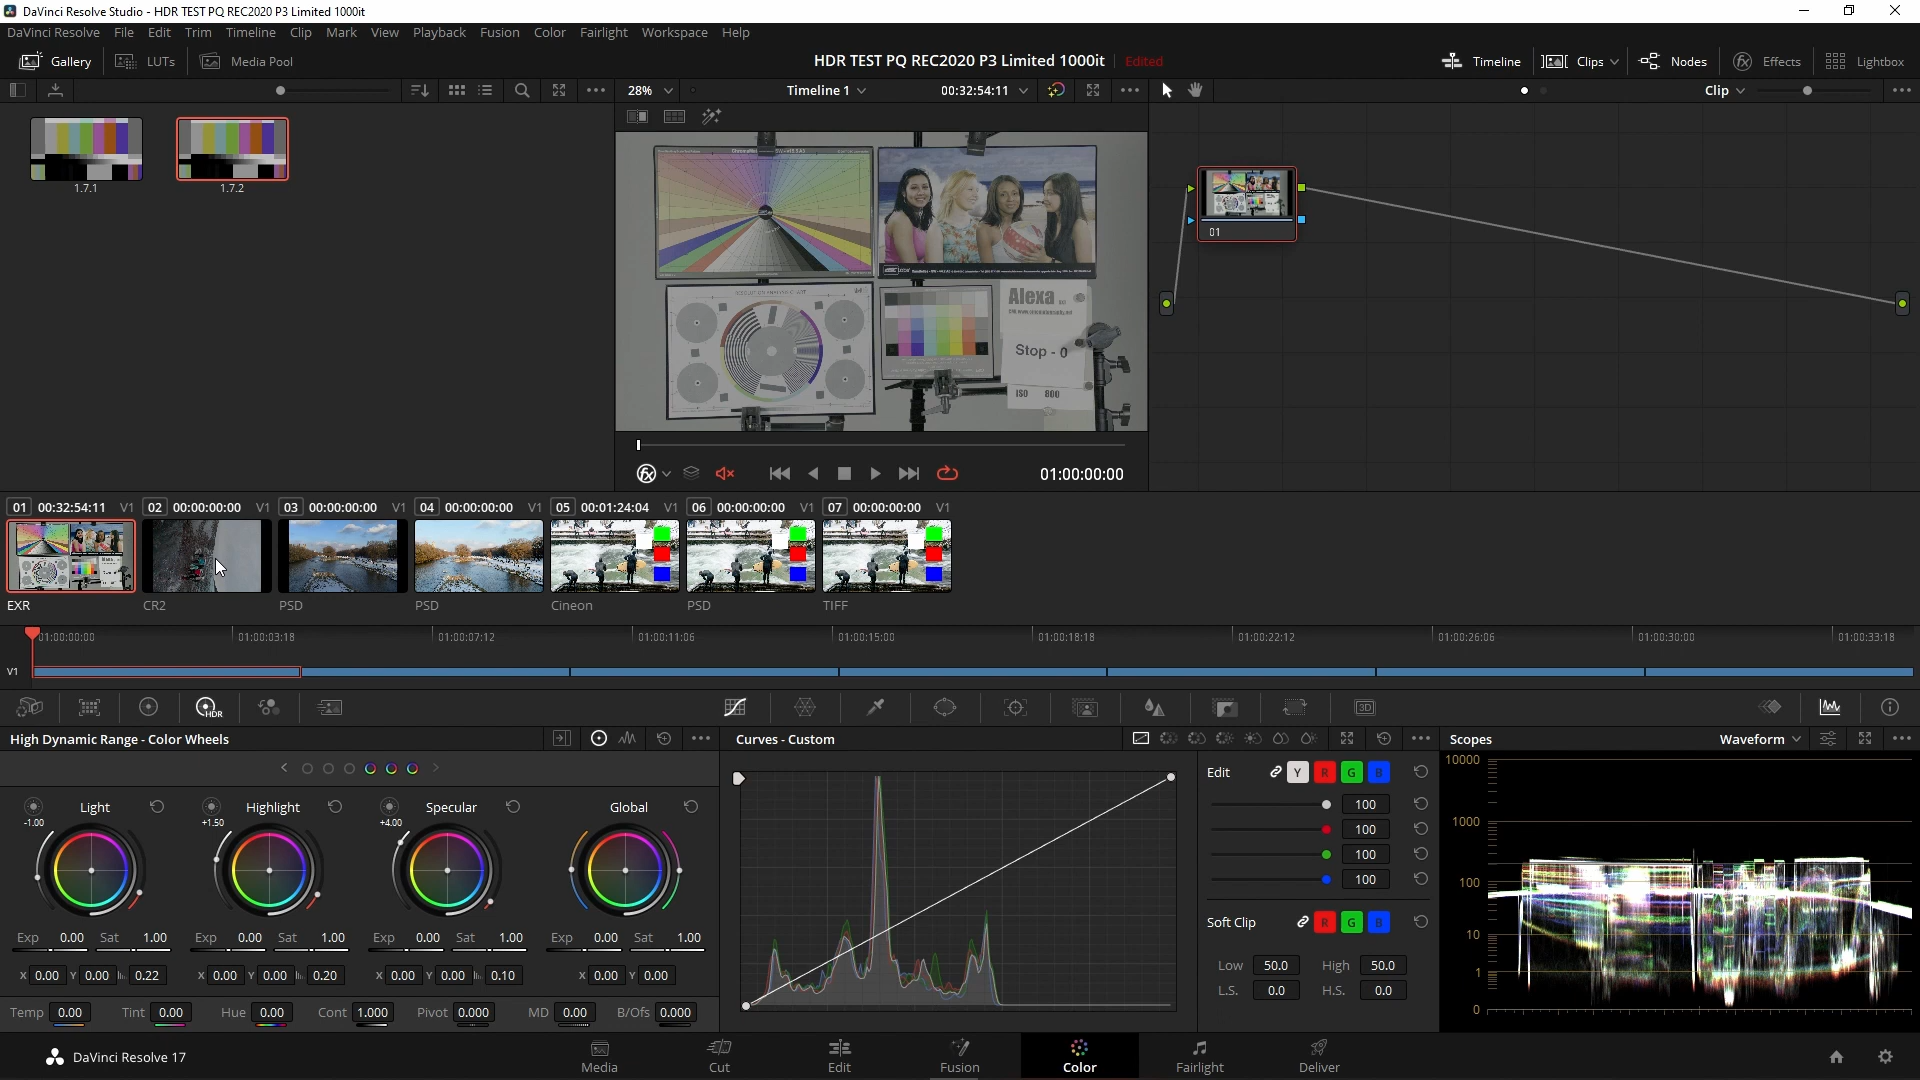 DaVinci Resolve Studio - HDR TEST PQ REC2020 P3 Limited 1000it
DaVinci Resolve File Edit Trim Timeline Clip Mark View Playback Fusion Color Fairlight Workspace Help
Gallery LUTs Media Pool HDR TEST PQ REC2020 P3 Limited 1000it Edited Timeline Clips Nodes Effects Lightbox
28% Timeline 1 00:32:54:11 Clip
1.7.1 1.7.2
Alexa
Stop - 0
ISO 800
01
01:00:00:00
01 00:32:54:11 V1 02 00:00:00:00 V1 03 00:00:00:00 V1 04 00:00:00:00 V1 05 00:01:24:04 V1 06 00:00:00:00 V1 07 00:00:00:00 V1
EXR CR2 PSD PSD Cineon PSD TIFF
01:00:00:00 01:00:03:18 01:00:07:12 01:00:11:06 01:00:15:00 01:00:18:18 01:00:22:12 01:00:26:06 01:00:30:00 01:00:33:18
V1
HDR 3D
High Dynamic Range - Color Wheels Curves - Custom Scopes Waveform
Light Highlight Specular Global
-1.00 +1.50 +4.00
Exp 0.00 Sat 1.00 Exp 0.00 Sat 1.00 Exp 0.00 Sat 1.00 Exp 0.00 Sat 1.00
X 0.00 Y 0.00 0.22 X 0.00 Y 0.00 0.20 X 0.00 Y 0.00 0.10 X 0.00 Y 0.00
Temp 0.00 Tint 0.00 Hue 0.00 Cont 1.000 Pivot 0.000 MD 0.00 B/Ofs 0.000
Edit Y R G B
100
100
100
100
Soft Clip R G B
Low 50.0 High 50.0
L.S. 0.0 H.S. 0.0
10000
1000
100
10
1
0
DaVinci Resolve 17 Media Cut Edit Fusion Color Fairlight Deliver